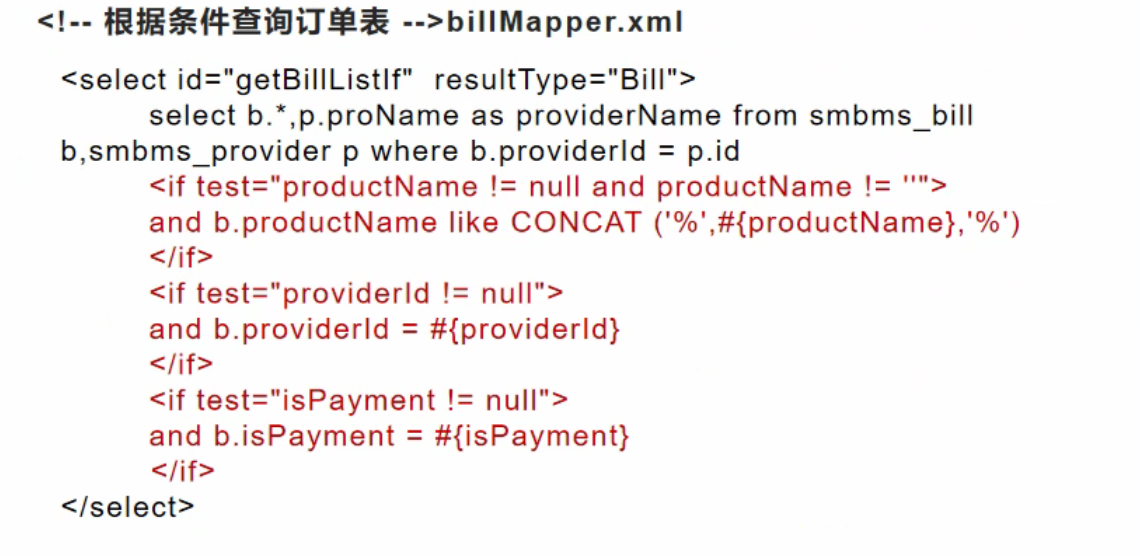 <!-- 根据条件查询订单表 -->billMapper.xml
<select id="getBillListIf"  resultType="Bill">
select b.*,p.proName as providerName from smbms_bill
b,smbms_provider p where b.providerId = p.id
<if test="productName != null and productName != ''">
and b.productName like CONCAT ('%',#{productName},'%')
</if>
<if test="providerId != null">
and b.providerId = #{providerId}
</if>
<if test="isPayment != null">
and b.isPayment = #{isPayment}
</if>
</select>